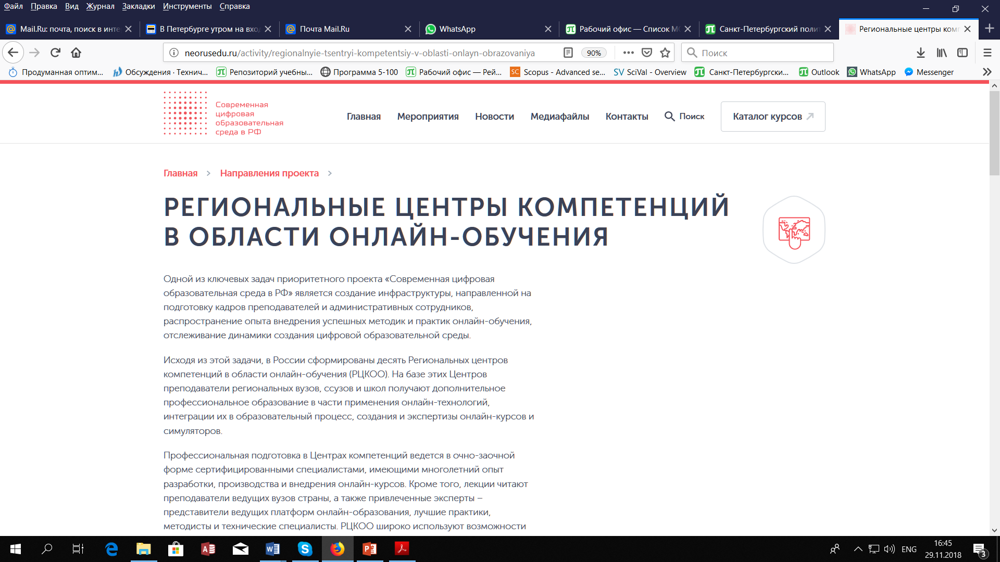 Файл Правка Вид Журнал Закладки Инструменты Справка
Mail.Ru: почта, поиск в инте
В Петербурге утром на вхо
Почта Mail.Ru
WhatsApp
Рабочий офис — Список М
Санкт-Петербургский полит
Региональные центры комп
neorusedu.ru/activity/regionalnyie-tsentryi-kompetentsiy-v-oblasti-onlayn-obrazovaniya 90% Поиск
Продуманная оптим... Обсуждения · Технич... Репозиторий учебны... Программа 5-100 Рабочий офис — Рей... Scopus - Advanced se... SciVal - Overview Санкт-Петербургски... Outlook WhatsApp Messenger
Современная
цифровая
образовательная
среда в РФ
Главная Мероприятия Новости Медиафайлы Контакты Поиск Каталог курсов
Главная > Направления проекта >
РЕГИОНАЛЬНЫЕ ЦЕНТРЫ КОМПЕТЕНЦИЙ
В ОБЛАСТИ ОНЛАЙН-ОБУЧЕНИЯ
Одной из ключевых задач приоритетного проекта «Современная цифровая
образовательная среда в РФ» является создание инфраструктуры, направленной на
подготовку кадров преподавателей и административных сотрудников,
распространение опыта внедрения успешных методик и практик онлайн-обучения,
отслеживание динамики создания цифровой образовательной среды.
Исходя из этой задачи, в России сформированы десять Региональных центров
компетенций в области онлайн-обучения (РЦКОО). На базе этих Центров
преподаватели региональных вузов, ссузов и школ получают дополнительное
профессиональное образование в части применения онлайн-технологий,
интеграции их в образовательный процесс, создания и экспертизы онлайн-курсов и
симуляторов.
Профессиональная подготовка в Центрах компетенций ведется в очно-заочной
форме сертифицированными специалистами, имеющими многолетний опыт
разработки, производства и внедрения онлайн-курсов. Кроме того, лекции читают
преподаватели ведущих вузов страны, а также привлеченные эксперты –
представители ведущих платформ онлайн-образования, лучшие практики,
методисты и технические специалисты. РЦКОО широко используют возможности
ENG
16:45
29.11.2018
3